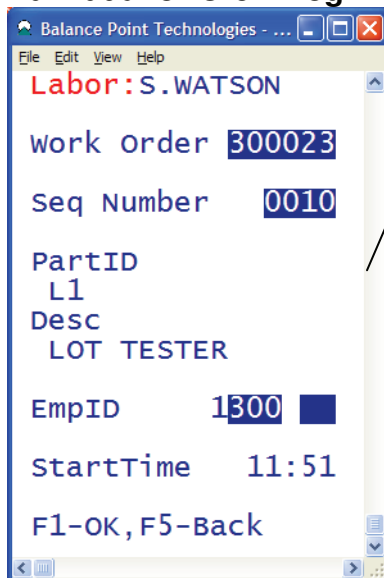 Balance Point Technologies - ...
File Edit View Help
Labor:S.WATSON
Work Order 300023
Seq Number 0010
PartID
L1
Desc
LOT TESTER
EmpID 1300
StartTime 11:51
F1-OK,F5-Back